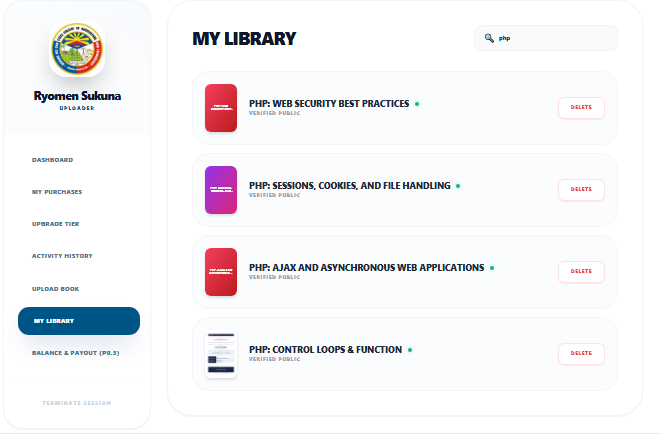 Ryomen Sukuna
UPLOADER
DASHBOARD
MY PURCHASES
UPGRADE TIER
ACTIVITY HISTORY
UPLOAD BOOK
MY LIBRARY
BALANCE & PAYOUT (₱0.5)
TERMINATE SESSION
MY LIBRARY
php
PHP: WEB SECURITY BEST PRACTICES
VERIFIED PUBLIC
DELETE
PHP: SESSIONS, COOKIES, AND FILE HANDLING
VERIFIED PUBLIC
DELETE
PHP: AJAX AND ASYNCHRONOUS WEB APPLICATIONS
VERIFIED PUBLIC
DELETE
PHP: CONTROL LOOPS & FUNCTION
VERIFIED PUBLIC
DELETE